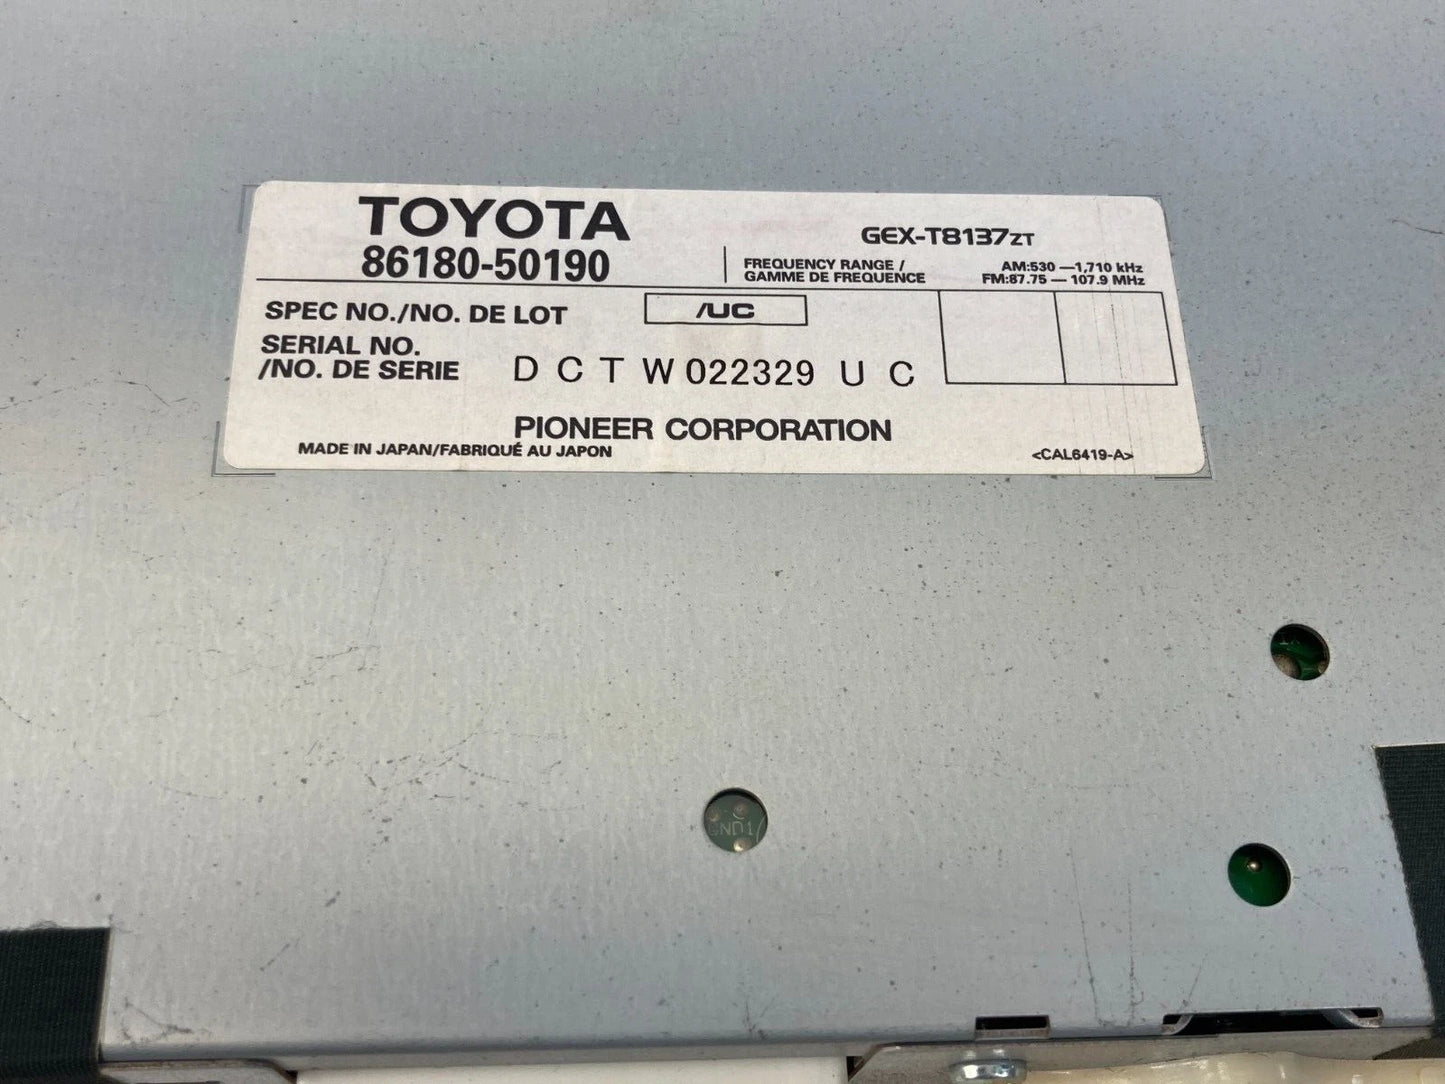 TOYOTA
86180-50190
GEX-T8137ZT
FREQUENCY RANGE /
GAMME DE FREQUENCE
AM:530 —1,710 kHz
FM:87.75 — 107.9 MHz
SPEC NO./NO. DE LOT
/UC
SERIAL NO.
/NO. DE SERIE
DCTW022329 UC
PIONEER CORPORATION
MADE IN JAPAN/FABRIQUÉ AU JAPON
<CAL6419-A>